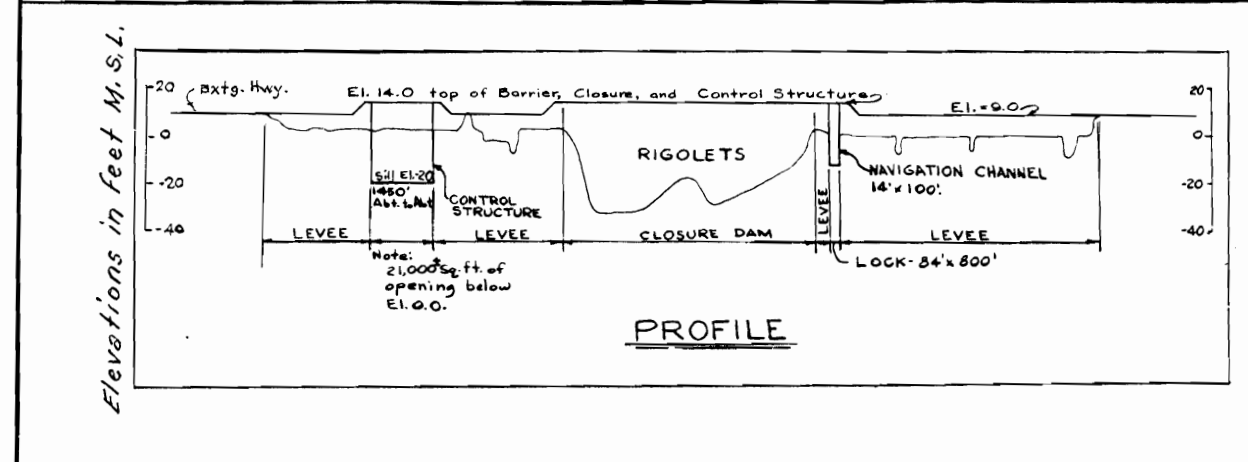 Elevations in feet M.S.L.
20
0
-20
-40
Extg. Hwy.
El. 14.0 top of Barrier, Closure, and Control Structure
El. = 9.0
20
0
-20
-40
RIGOLETS
Sill El.-20
1450'
Abt. to Abt
CONTROL
STRUCTURE
NAVIGATION CHANNEL
14' x 100'
LEVEE
LEVEE
CLOSURE DAM
LEVEE
LEVEE
LOCK - 84' x 800'
Note:
21,000± Sq. ft. of
opening below
El. 0.0.
PROFILE